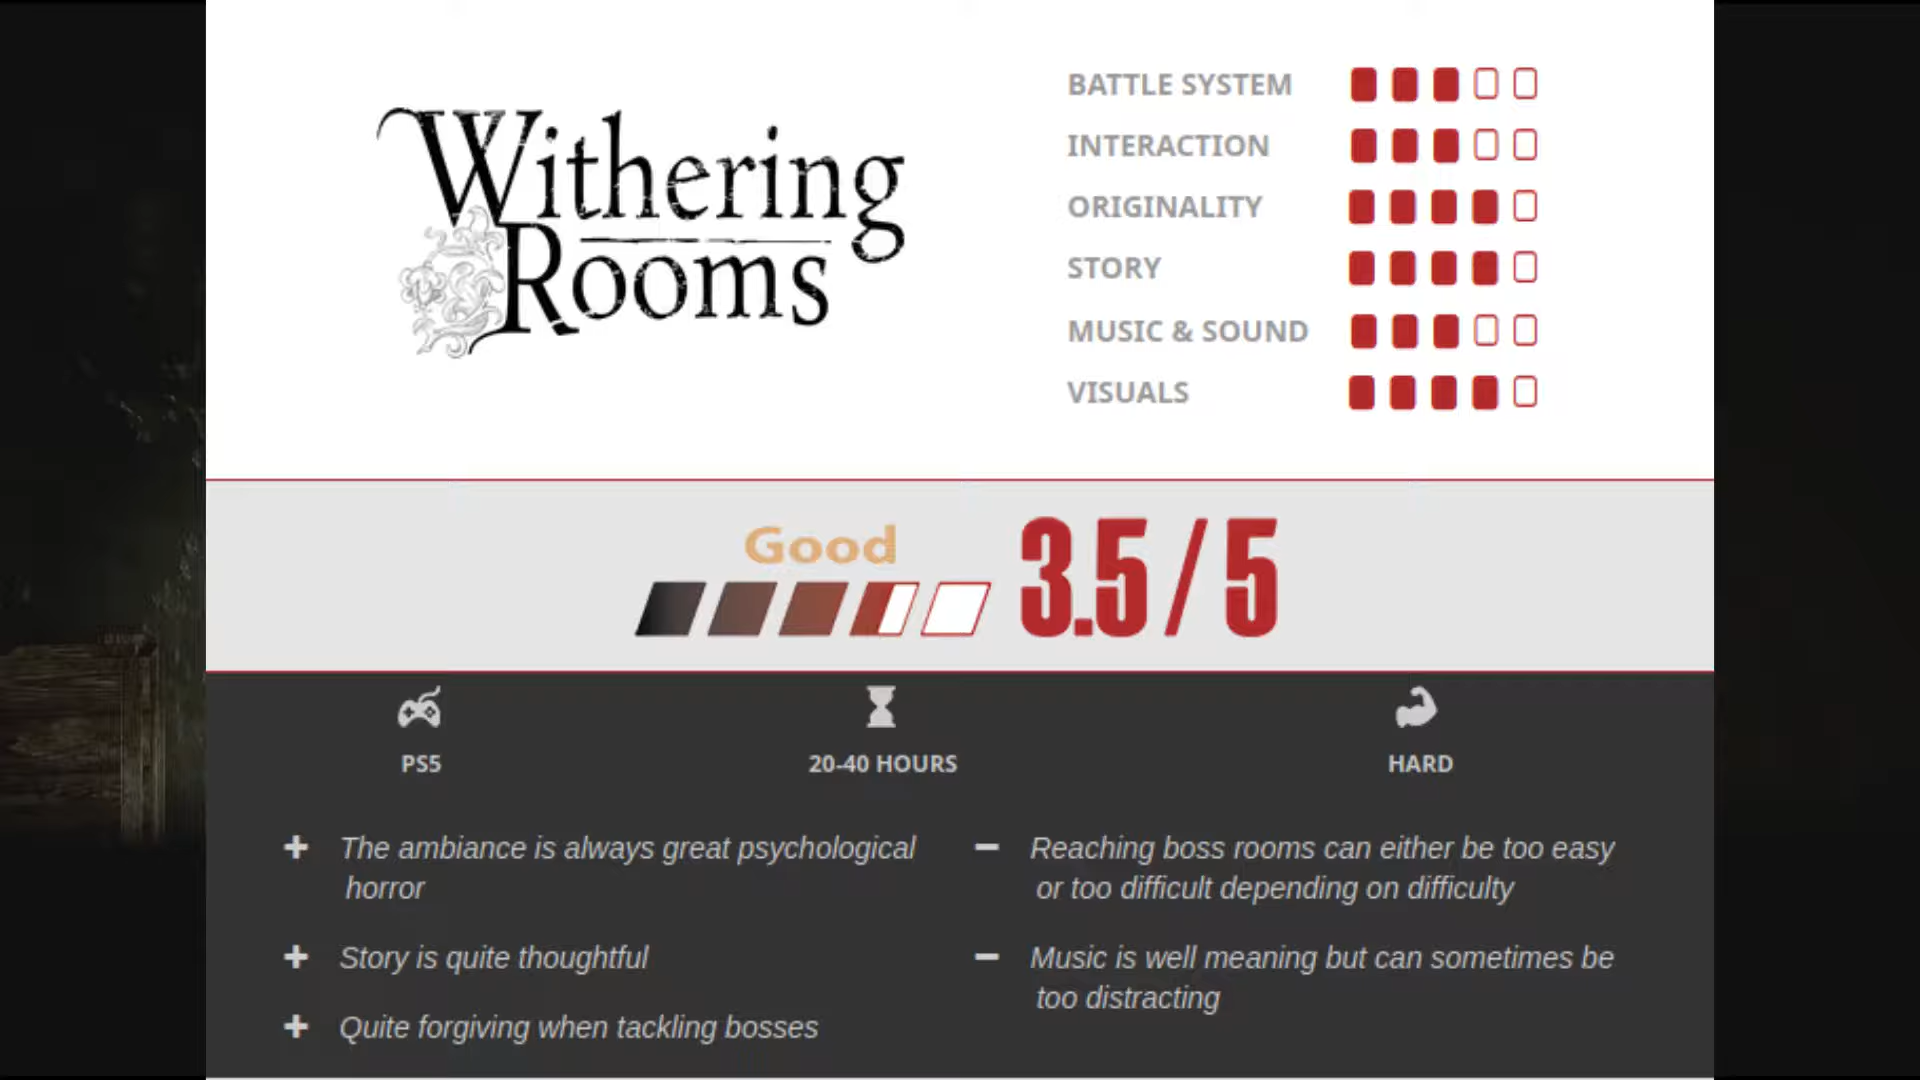 Withering
Rooms
BATTLE SYSTEM
INTERACTION
ORIGINALITY
STORY
MUSIC & SOUND
VISUALS
Good
3.5/5
PS5
20-40 HOURS
HARD
The ambiance is always great psychological
horror
Story is quite thoughtful
Quite forgiving when tackling bosses
Reaching boss rooms can either be too easy
or too difficult depending on difficulty
Music is well meaning but can sometimes be
too distracting